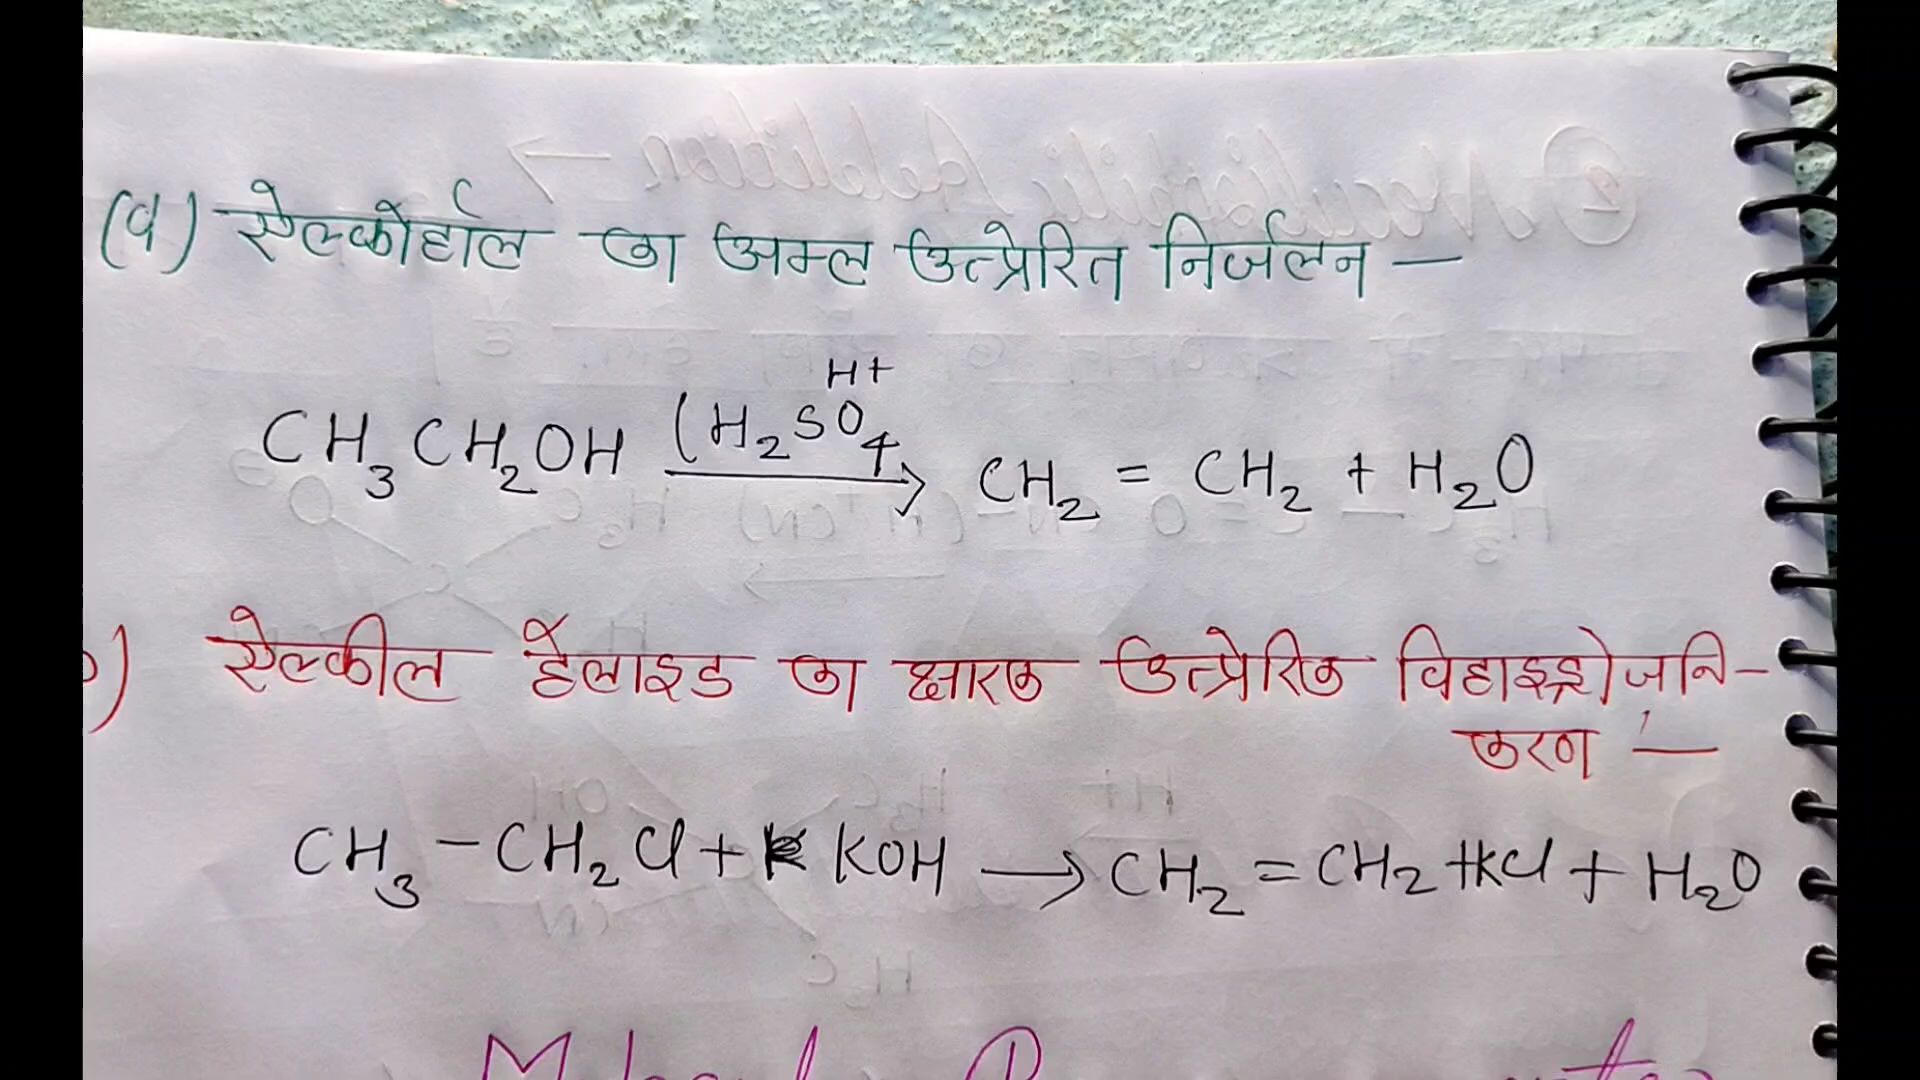 (a) ऐल्कोहॉल का अम्ल उत्प्रेरित निर्जलन —
H+
CH3CH2OH (H2SO4 → CH2 = CH2 + H2O
) ऐल्कील हैलाइड का क्षारक उत्प्रेरिक विहाइड्रोजनि-
करण :—
CH3 - CH2Cl + KOH → CH2 = CH2 + KCl + H2O